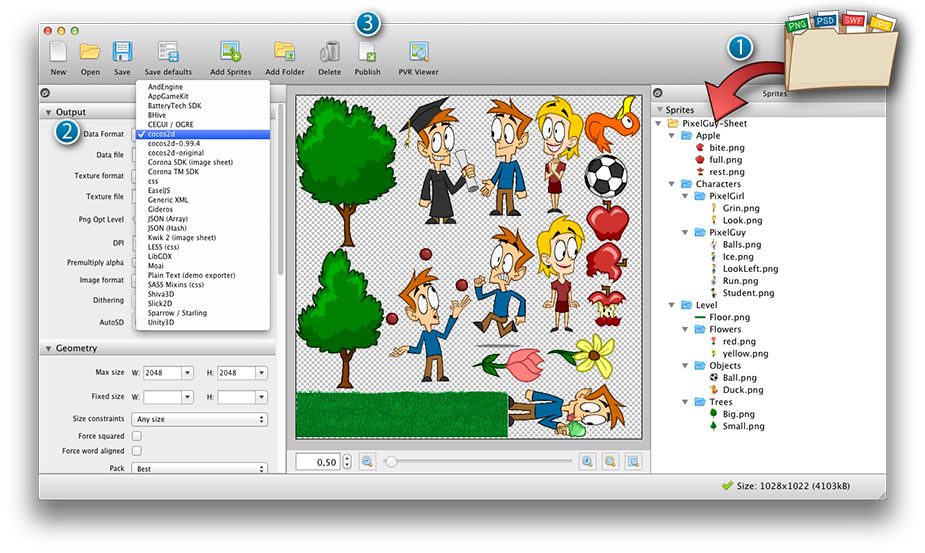 3
1
PNG
PSD
SWF
JPG
New
Open
Save
Save defaults
Add Sprites
Add Folder
Delete
Publish
PVR Viewer
Sprites
Output
2
Data Format
Data file
Texture format
Texture file
Png Opt Level
DPI
Premultiply alpha
Image format
Dithering
AutoSD
AndEngine
AppGameKit
BatteryTech SDK
BHive
CEGUI / OGRE
✓ cocos2d
cocos2d-0.99.4
cocos2d-original
Corona SDK (image sheet)
Corona TM SDK
css
EaselJS
Generic XML
Gideros
JSON (Array)
JSON (Hash)
Kwik 2 (image sheet)
LESS (css)
LibGDX
Moai
Plain Text (demo exporter)
SASS Mixins (css)
Shiva3D
Slick2D
Sparrow / Starling
Unity3D
Geometry
Max size W: 2048 H: 2048
Fixed size W: H:
Size constraints Any size
Force squared
Force word aligned
Pack Best
0,50
Sprites
PixelGuy-Sheet
Apple
bite.png
full.png
rest.png
Characters
PixelGirl
Grin.png
Look.png
PixelGuy
Balls.png
Ice.png
LookLeft.png
Run.png
Student.png
Level
Floor.png
Flowers
red.png
yellow.png
Objects
Ball.png
Duck.png
Trees
Big.png
Small.png
Size: 1028x1022 (4103kB)